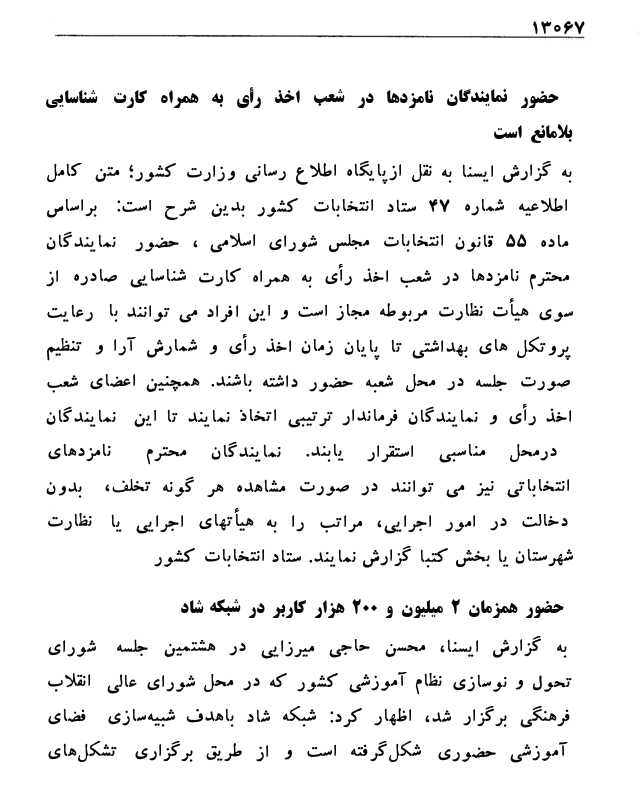 ۱۳۰۶۷
حضور نمایندگان نامزدها در شعب اخذ رأی به همراه کارت شناسایی
بلامانع است
به گزارش ایسنا به نقل ازپایگاه اطلاع رسانی وزارت کشور؛ متن کامل
اطلاعیه شماره ۴۷ ستاد انتخابات کشور بدین شرح است: براساس
ماده ۵۵ قانون انتخابات مجلس شورای اسلامی ، حضور نمایندگان
محترم نامزدها در شعب اخذ رأی به همراه کارت شناسایی صادره از
سوی هیأت نظارت مربوطه مجاز است و این افراد می توانند با رعایت
پروتکل های بهداشتی تا پایان زمان اخذ رأی و شمارش آرا و تنظیم
صورت جلسه در محل شعبه حضور داشته باشند. همچنین اعضای شعب
اخذ رأی و نمایندگان فرماندار ترتیبی اتخاذ نمایند تا این نمایندگان
درمحل مناسبی استقرار یابند. نمایندگان محترم نامزدهای
انتخاباتی نیز می توانند در صورت مشاهده هر گونه تخلف، بدون
دخالت در امور اجرایی، مراتب را به هیأتهای اجرایی یا نظارت
شهرستان یا بخش کتبا گزارش نمایند. ستاد انتخابات کشور
حضور همزمان ۲ میلیون و ۲۰۰ هزار کاربر در شبکه شاد
به گزارش ایسنا، محسن حاجی میرزایی در هشتمین جلسه شورای
تحول و نوسازی نظام آموزشی کشور که در محل شورای عالی انقلاب
فرهنگی برگزار شد، اظهار کرد: شبکه شاد باهدف شبیه‌سازی فضای
آموزشی حضوری شکل‌گرفته است و از طریق برگزاری تشکل‌های